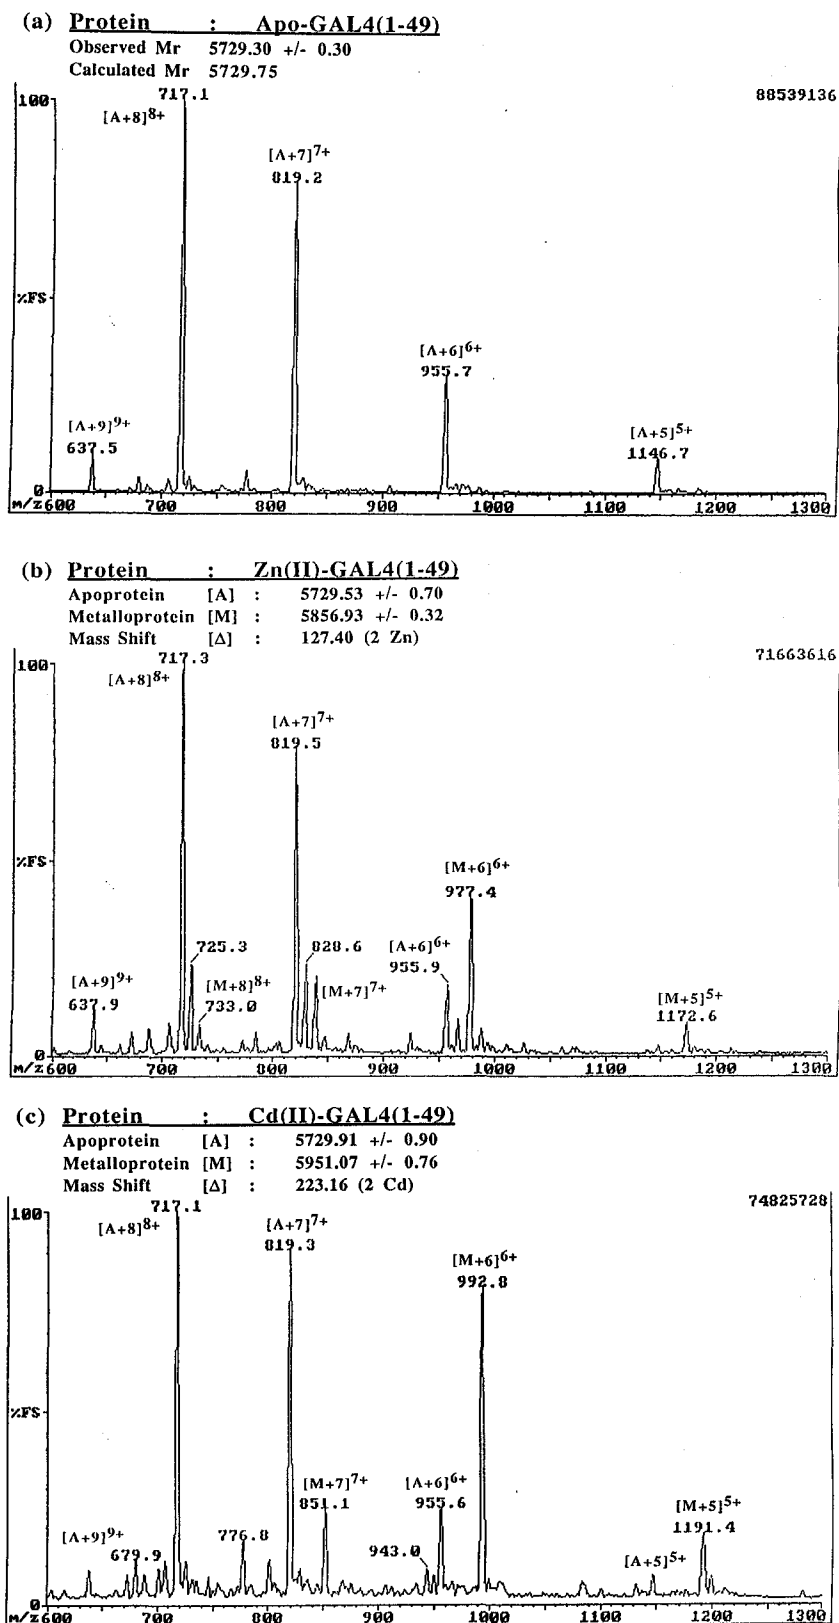 (a) Protein : Apo-GAL4(1-49)
Observed Mr 5729.30 +/- 0.30
Calculated Mr 5729.75
100
717.1
88539136
[A+8]8+
[A+7]7+
819.2
%FS
[A+6]6+
955.7
[A+9]9+
637.5
[A+5]5+
1146.7
0
m/z 600 700 800 900 1000 1100 1200 1300
(b) Protein : Zn(II)-GAL4(1-49)
Apoprotein [A] : 5729.53 +/- 0.70
Metalloprotein [M] : 5856.93 +/- 0.32
Mass Shift [Δ] : 127.40 (2 Zn)
100
717.3
71663616
[A+8]8+
[A+7]7+
819.5
%FS
[M+6]6+
977.4
725.3
828.6
[A+6]6+
955.9
[A+9]9+
637.9
[M+8]8+
733.0
[M+7]7+
[M+5]5+
1172.6
0
m/z 600 700 800 900 1000 1100 1200 1300
(c) Protein : Cd(II)-GAL4(1-49)
Apoprotein [A] : 5729.91 +/- 0.90
Metalloprotein [M] : 5951.07 +/- 0.76
Mass Shift [Δ] : 223.16 (2 Cd)
100
717.1
74825728
[A+8]8+
[A+7]7+
819.3
[M+6]6+
992.8
%FS
[M+7]7+
851.1
[A+6]6+
955.6
[M+5]5+
1191.4
[A+9]9+
679.9
776.8
943.0
[A+5]5+
0
m/z 600 700 800 900 1000 1100 1200 1300